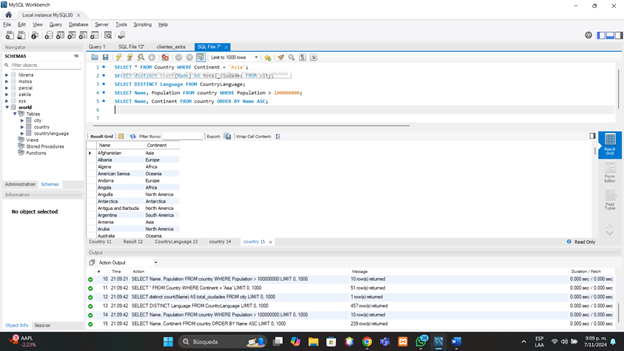 MySQL Workbench
Local instance MySQL80
File Edit View Query Database Server Tools Scripting Help
Navigator
SCHEMAS
Filter objects
libreria
motos
parcial
sakila
sys
world
Tables
city
country
countrylanguage
Views
Stored Procedures
Functions
Administration Schemas
Information
No object selected
Object Info Session
Query 1 SQL File 13* clientes_extra SQL File 7*
Limit to 1000 rows
1 SELECT * FROM Country WHERE Continent = 'Asia';
2 SELECT distinct count(Name) AS total_ciudades FROM city;
3 SELECT DISTINCT Language FROM CountryLanguage;
4 SELECT Name, Population FROM country WHERE Population > 100000000;
5 SELECT Name, Continent FROM country ORDER BY Name ASC;
6
Result Grid Filter Rows: Export: Wrap Cell Content:
Name Continent
Afghanistan Asia
Albania Europe
Algeria Africa
American Samoa Oceania
Andorra Europe
Angola Africa
Anguilla North America
Antarctica Antarctica
Antigua and Barbuda North America
Argentina South America
Armenia Asia
Aruba North America
Australia Oceania
Result Grid
Form Editor
Field Types
Country 11 Result 12 CountryLanguage 13 country 14 country 15
Read Only
Output
Action Output
# Time Action Message Duration / Fetch
10 21:09:21 SELECT Name, Population FROM country WHERE Population > 100000000 LIMIT 0, 1000 10 row(s) returned 0.000 sec / 0.000 sec
11 21:09:42 SELECT * FROM Country WHERE Continent = 'Asia' LIMIT 0, 1000 51 row(s) returned 0.000 sec / 0.000 sec
12 21:09:42 SELECT distinct count(Name) AS total_ciudades FROM city LIMIT 0, 1000 1 row(s) returned 0.000 sec / 0.000 sec
13 21:09:42 SELECT DISTINCT Language FROM CountryLanguage LIMIT 0, 1000 457 row(s) returned 0.000 sec / 0.000 sec
14 21:09:42 SELECT Name, Population FROM country WHERE Population > 100000000 LIMIT 0, 1000 10 row(s) returned 0.000 sec / 0.000 sec
15 21:09:42 SELECT Name, Continent FROM country ORDER BY Name ASC LIMIT 0, 1000 239 row(s) returned 0.000 sec / 0.000 sec
AAPL
-2.23%
Búsqueda
ESP
LAA
9:09 p. m.
7/11/2024